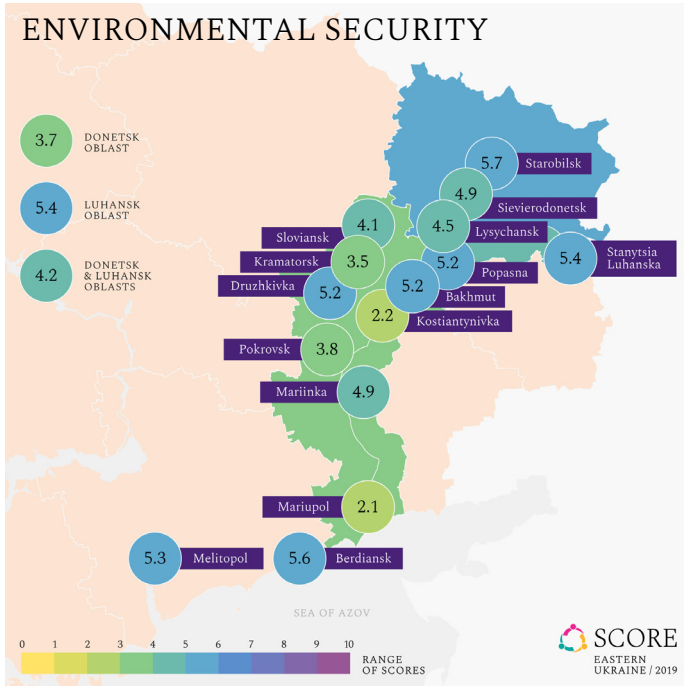 ENVIRONMENTAL SECURITY
3.7
DONETSK
OBLAST
5.4
LUHANSK
OBLAST
4.2
DONETSK
& LUHANSK
OBLASTS
5.7
Starobilsk
4.9
Sievierodonetsk
4.1
Sloviansk
4.5
Lysychansk
3.5
Kramatorsk
5.2
Popasna
5.4
Stanytsia
Luhanska
5.2
Druzhkivka
5.2
Bakhmut
2.2
Kostiantynivka
3.8
Pokrovsk
4.9
Mariinka
2.1
Mariupol
5.3
Melitopol
5.6
Berdiansk
SEA OF AZOV
0 1 2 3 4 5 6 7 8 9 10
RANGE
OF SCORES
SCORE
EASTERN
UKRAINE / 2019